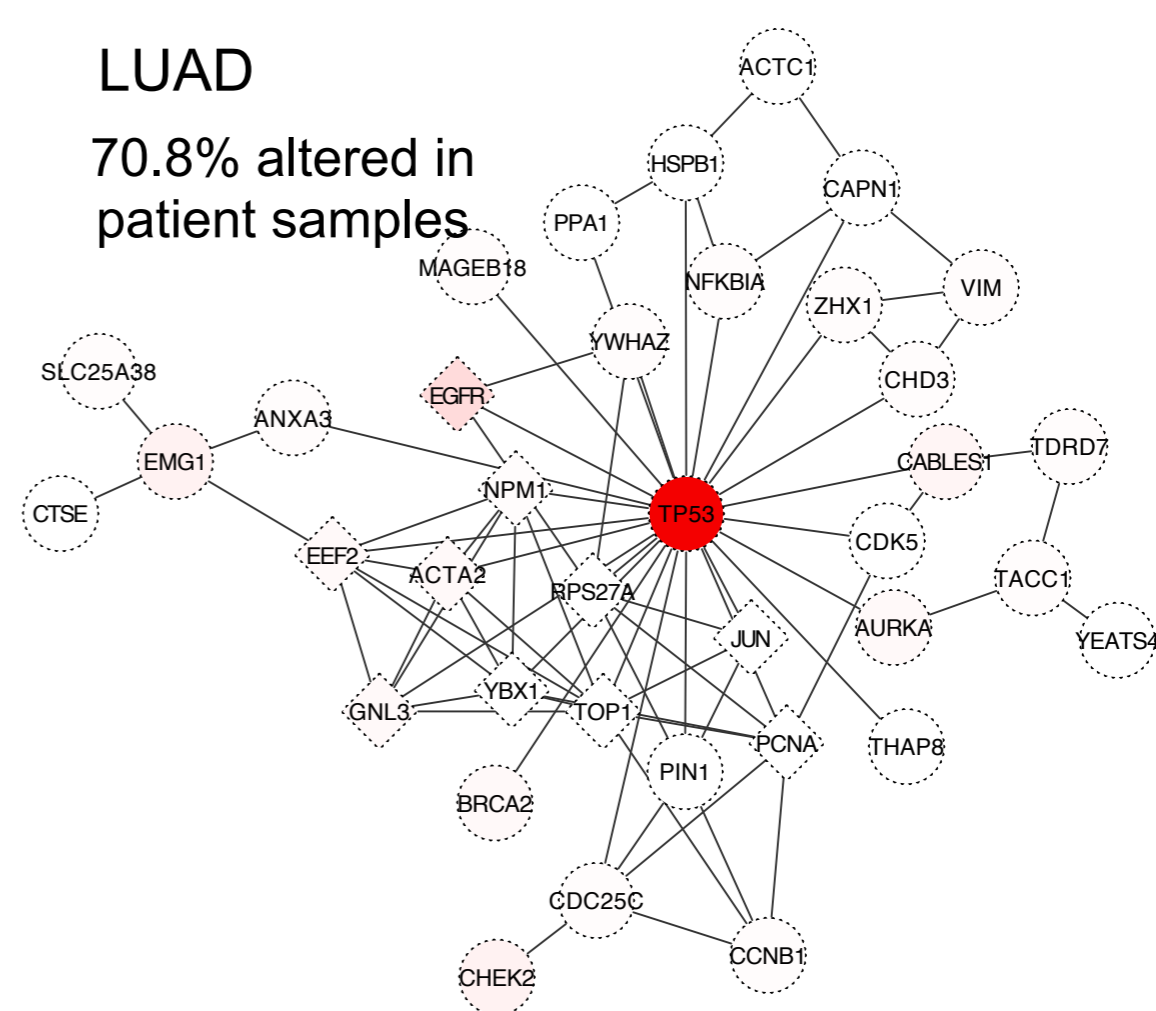 LUAD
70.8% altered in
patient samples
ACTC1
HSPB1
CAPN1
PPA1
MAGEB18
NFKBIA
VIM
ZHX1
YWHAZ
SLC25A38
CHD3
EGFR
ANXA3
TDRD7
EMG1
CABLES1
NPM1
CTSE
TP53
CDK5
EEF2
ACTA2
TACC1
RPS27A
AURKA
JUN
YEATS4
YBX1
GNL3
TOP1
PCNA
THAP8
PIN1
BRCA2
CDC25C
CCNB1
CHEK2